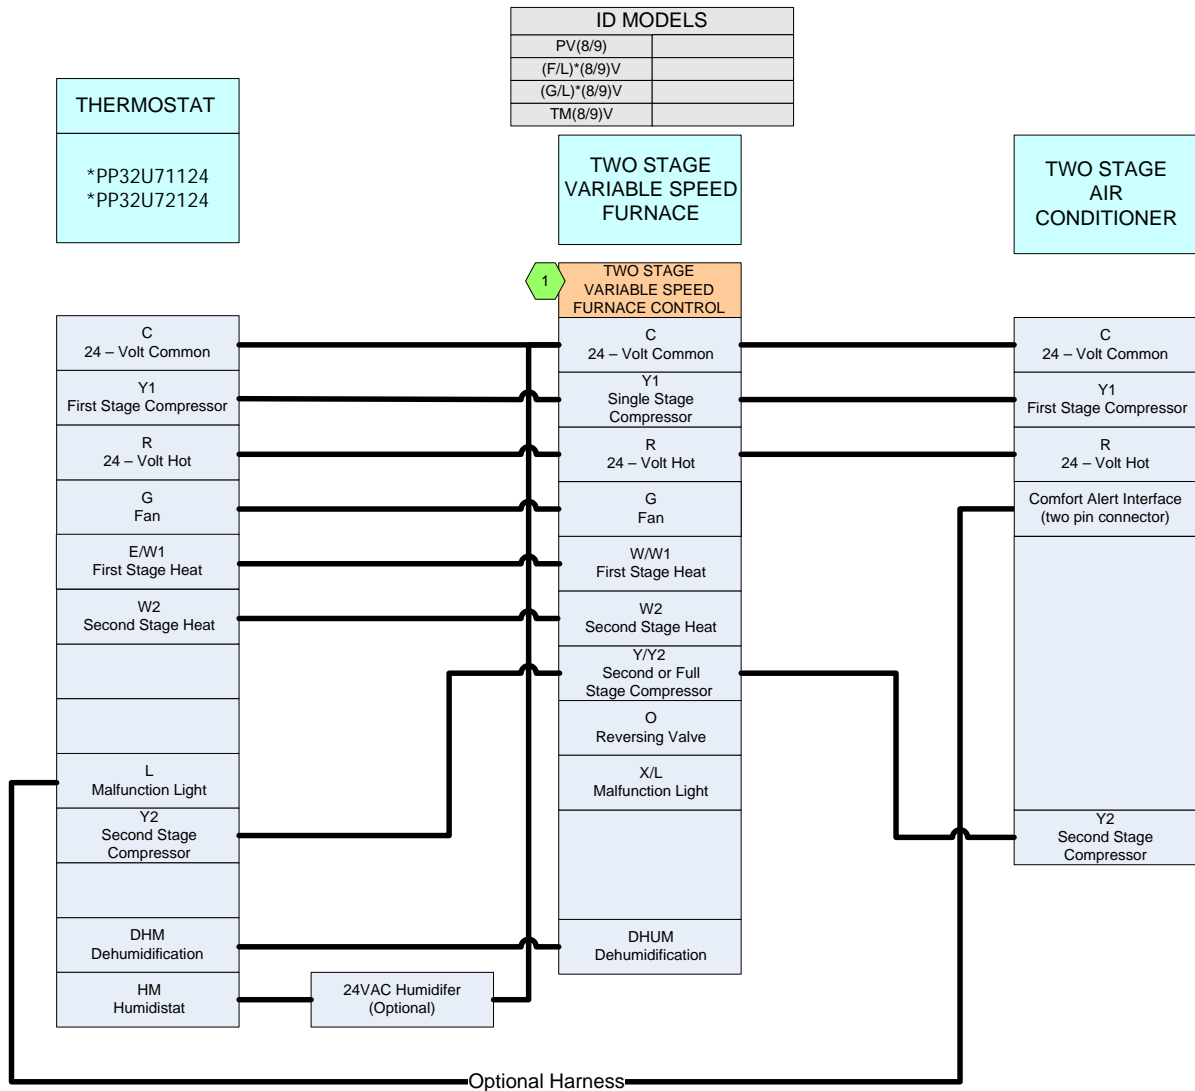 ID MODELS
PV(8/9)
(F/L)*(8/9)V
(G/L)*(8/9)V
TM(8/9)V
THERMOSTAT
*PP32U71124
*PP32U72124
TWO STAGE
VARIABLE SPEED
FURNACE
TWO STAGE
AIR
CONDITIONER
1
TWO STAGE
VARIABLE SPEED
FURNACE CONTROL
C
24 – Volt Common
Y1
First Stage Compressor
R
24 – Volt Hot
G
Fan
E/W1
First Stage Heat
W2
Second Stage Heat
L
Malfunction Light
Y2
Second Stage
Compressor
DHM
Dehumidification
HM
Humidistat
24VAC Humidifer
(Optional)
C
24 – Volt Common
Y1
Single Stage
Compressor
R
24 – Volt Hot
G
Fan
W/W1
First Stage Heat
W2
Second Stage Heat
Y/Y2
Second or Full
Stage Compressor
O
Reversing Valve
X/L
Malfunction Light
DHUM
Dehumidification
C
24 – Volt Common
Y1
First Stage Compressor
R
24 – Volt Hot
Comfort Alert Interface
(two pin connector)
Y2
Second Stage
Compressor
Optional Harness